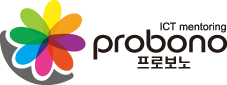 ICT mentoring
probono
프로보노